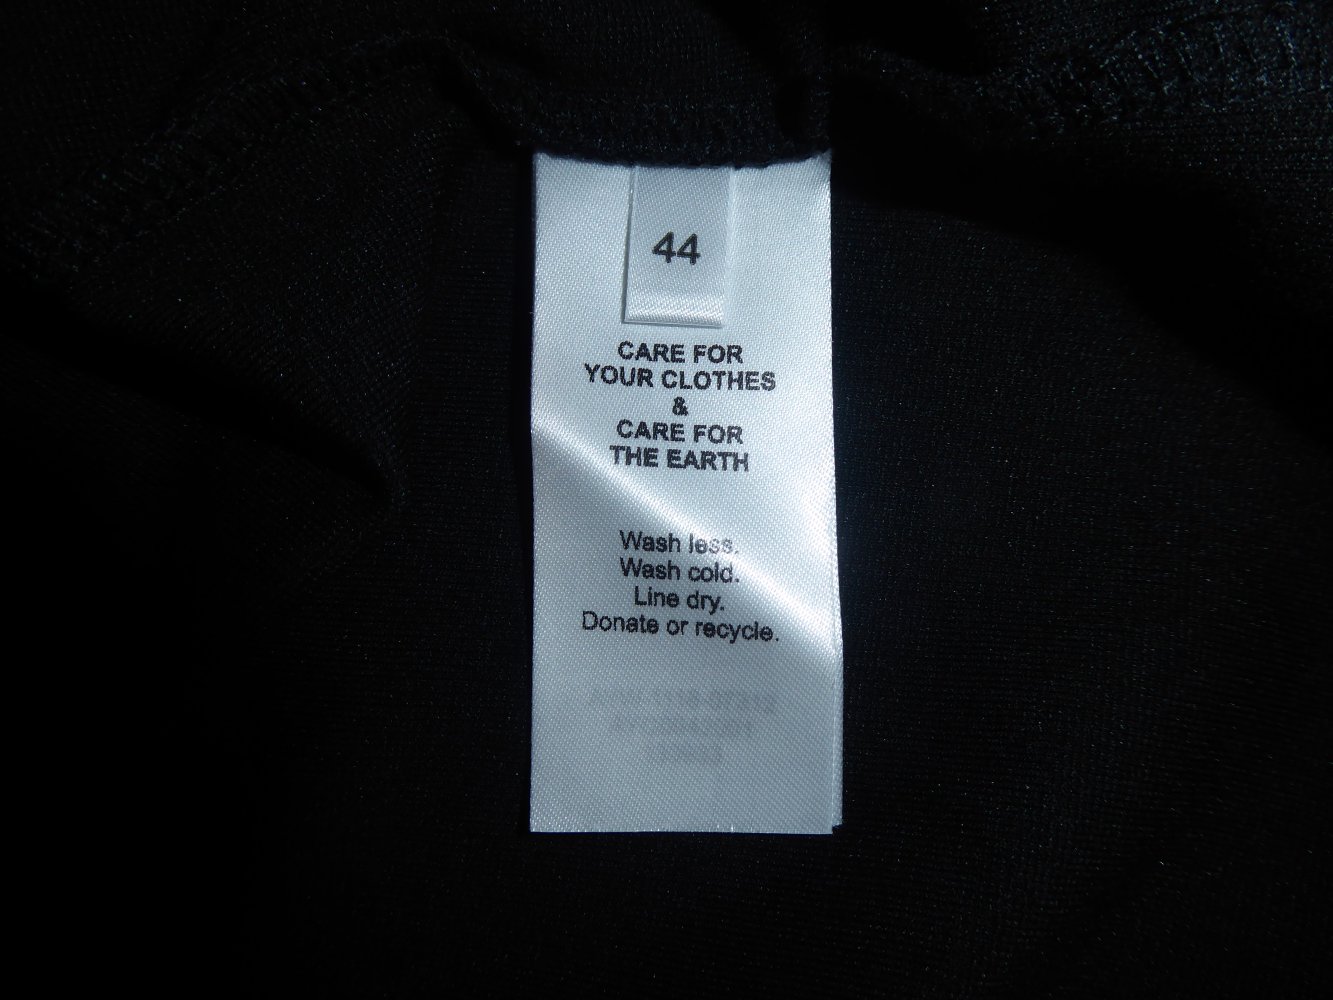 44
CARE FOR
YOUR CLOTHES
&
CARE FOR
THE EARTH
Wash less.
Wash cold.
Line dry.
Donate or recycle.